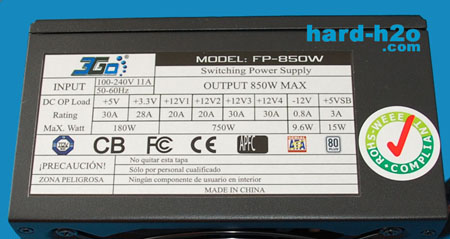 hard-h2o
.com
3Go
MODEL: FP-850W
Switching Power Supply
INPUT 100-240V 11A
50-60Hz
OUTPUT 850W MAX
DC OP Load +5V +3.3V +12V1 +12V2 +12V3 +12V4 -12V +5VSB
Rating 30A 28A 20A 20A 30A 30A 0.8A 3A
MaX. Watt 180W 750W 9.6W 15W
CB FC CE APFC SATA 80
¡PRECAUCIÓN! No quitar esta tapa
Sólo por personal cualificado
ZONA PELIGROSA Ningún componente de usuario en interior
MADE IN CHINA
ROHS-WEEE COMPLIANT